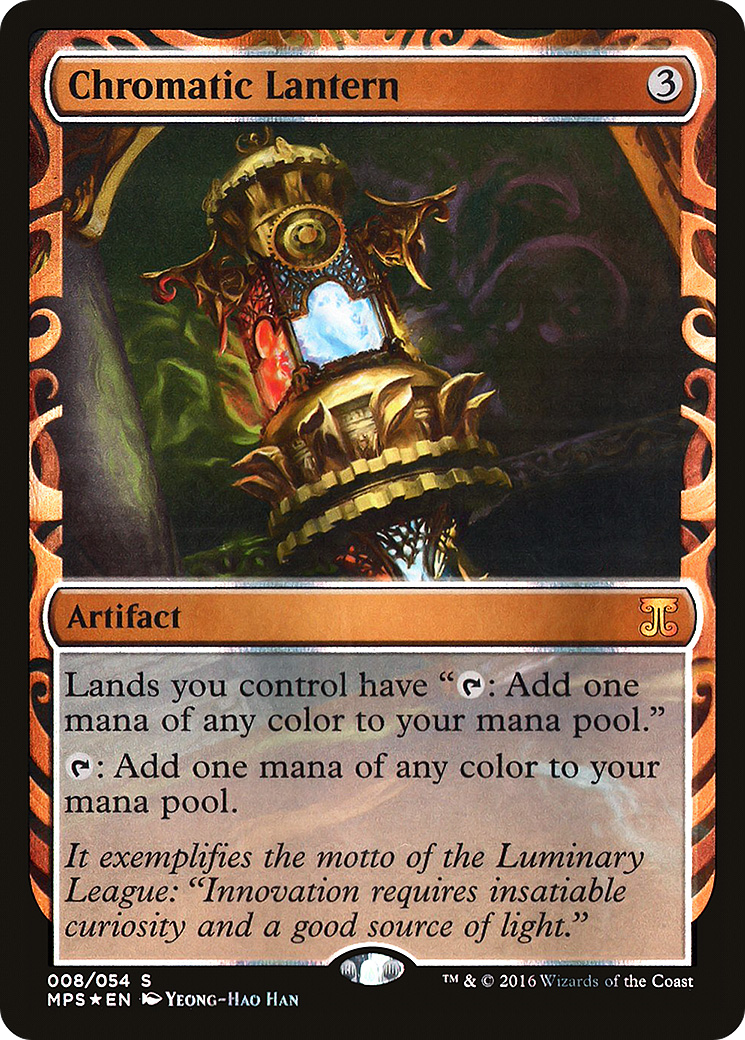 Chromatic Lantern 3
Artifact
Lands you control have “: Add one
mana of any color to your mana pool.”
: Add one mana of any color to your
mana pool.
It exemplifies the motto of the Luminary
League: “Innovation requires insatiable
curiosity and a good source of light.”
008/054 S
MPS★EN Yeong-Hao Han
™ & © 2016 Wizards of the Coast